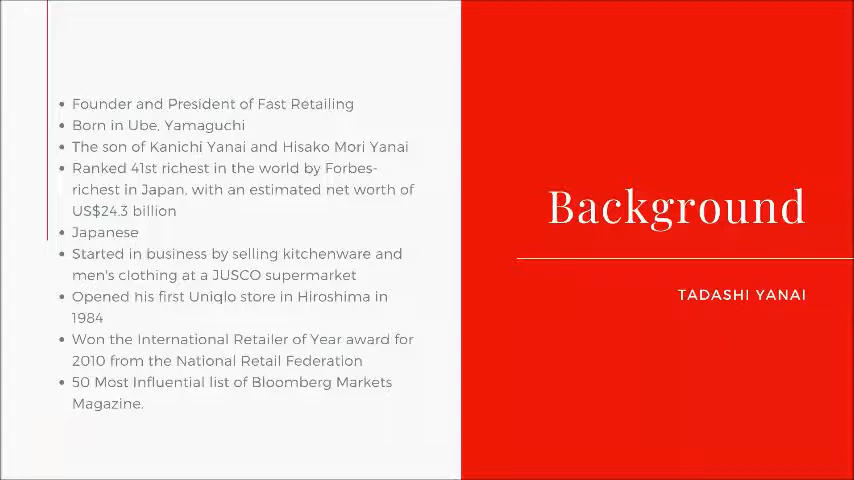 • Founder and President of Fast Retailing
• Born in Ube, Yamaguchi
• The son of Kanichi Yanai and Hisako Mori Yanai
• Ranked 41st richest in the world by Forbes-
richest in Japan, with an estimated net worth of
US$24.3 billion
• Japanese
• Started in business by selling kitchenware and
men's clothing at a JUSCO supermarket
• Opened his first Uniqlo store in Hiroshima in
1984
• Won the International Retailer of Year award for
2010 from the National Retail Federation
• 50 Most Influential list of Bloomberg Markets
Magazine.
Background
TADASHI YANAI